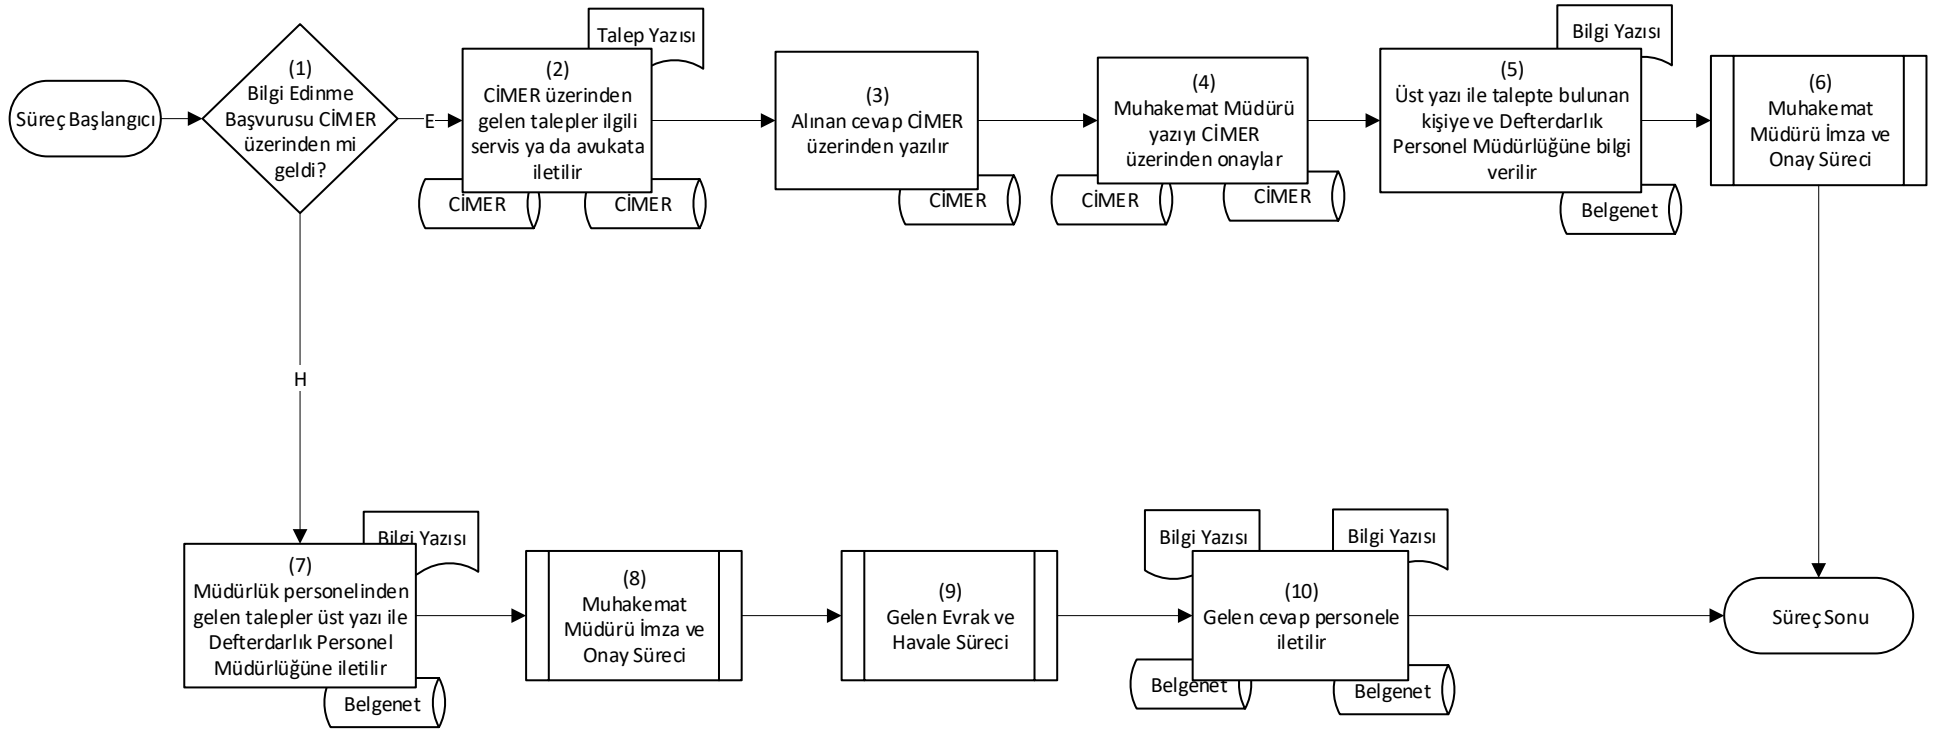 Süreç Başlangıcı
(1)
Bilgi Edinme
Başvurusu CİMER
üzerinden mi
geldi?
E
Talep Yazısı
(2)
CİMER üzerinden
gelen talepler ilgili
servis ya da avukata
iletilir
CİMER
CİMER
(3)
Alınan cevap CİMER
üzerinden yazılır
CİMER
(4)
Muhakemat Müdürü
yazıyı CİMER
üzerinden onaylar
CİMER
CİMER
Bilgi Yazısı
(5)
Üst yazı ile talepte bulunan
kişiye ve Defterdarlık
Personel Müdürlüğüne bilgi
verilir
Belgenet
(6)
Muhakemat
Müdürü İmza ve
Onay Süreci
H
Bilgi Yazısı
(7)
Müdürlük personelinden
gelen talepler üst yazı ile
Defterdarlık Personel
Müdürlüğüne iletilir
Belgenet
(8)
Muhakemat
Müdürü İmza ve
Onay Süreci
(9)
Gelen Evrak ve
Havale Süreci
Bilgi Yazısı
Bilgi Yazısı
(10)
Gelen cevap personele
iletilir
Belgenet
Belgenet
Süreç Sonu